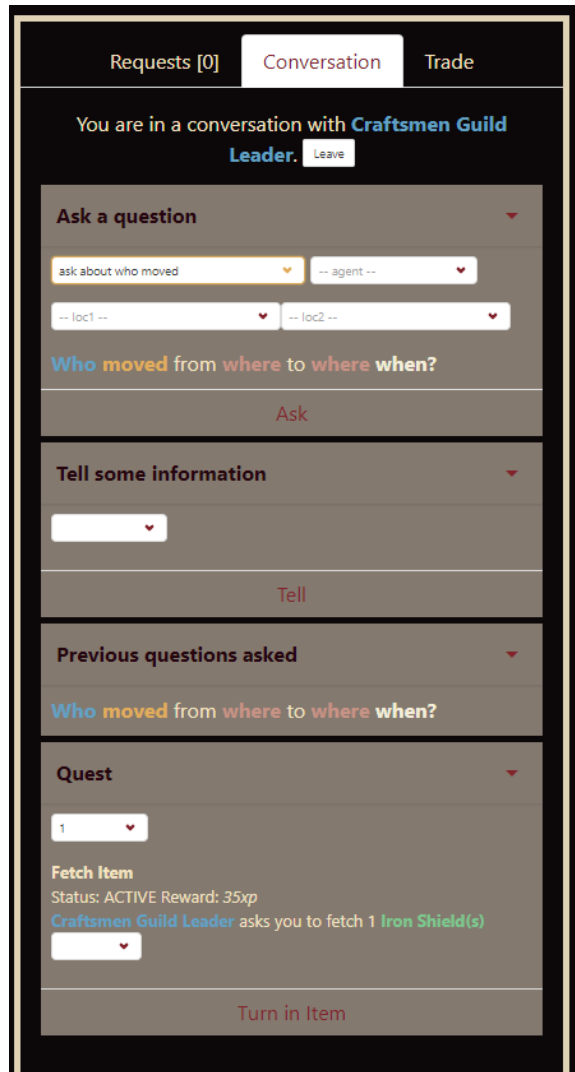 Requests [0] Conversation Trade
You are in a conversation with Craftsmen Guild
Leader. Leave
Ask a question
ask about who moved -- agent --
-- loc1 -- -- loc2 --
Who moved from where to where when?
Ask
Tell some information
Tell
Previous questions asked
Who moved from where to where when?
Quest
1
Fetch Item
Status: ACTIVE Reward: 35xp
Craftsmen Guild Leader asks you to fetch 1 Iron Shield(s)
Turn in Item